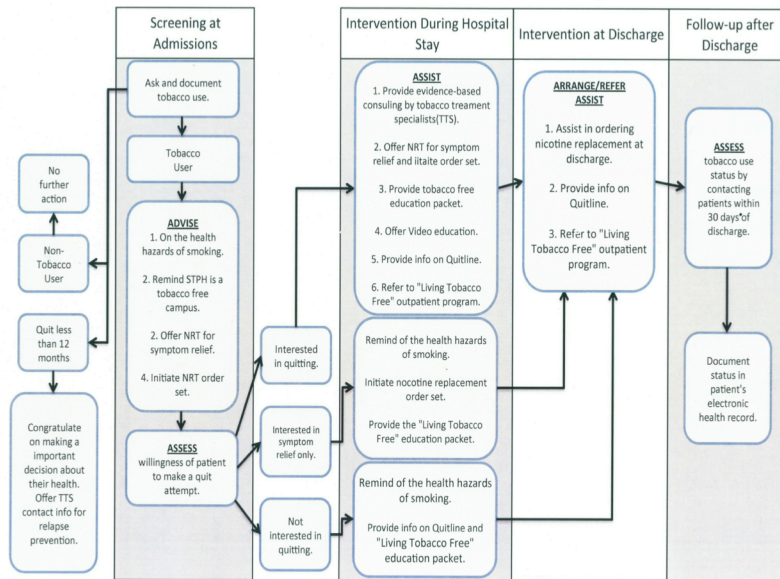 Screening at
Admissions
Intervention During Hospital
Stay
Intervention at Discharge
Follow-up after
Discharge
Ask and document
tobacco use.
Tobacco
User
No
further
action
Non-
Tobacco
User
Quit less
than 12
months
Congratulate
on making a
important
decision about
their health.
Offer TTS
contact info for
relapse
prevention.
ADVISE
1. On the health
hazards of smoking.
2. Remind STPH is a
tobacco free
campus.
2. Offer NRT for
symptom relief.
4. Initiate NRT order
set.
ASSESS
willingness of patient
to make a quit
attempt.
Interested
in quitting.
Interested in
symptom
relief only.
Not
interested in
quitting.
ASSIST
1. Provide evidence-based
consuling by tobacco treament
specialists(TTS).
2. Offer NRT for symptom
relief and iitaite order set.
3. Provide tobacco free
education packet.
4. Offer Video education.
5. Provide info on Quitline.
6. Refer to "Living Tobacco
Free" outpatient program.
Remind of the health hazards
of smoking.
Initiate nocotine replacement
order set.
Provide the "Living Tobacco
Free" education packet.
Remind of the health hazards
of smoking.
Provide info on Quitline and
"Living Tobacco Free"
education packet.
ARRANGE/REFER
ASSIST
1. Assist in ordering
nicotine replacement at
discharge.
2. Provide info on
Quitline.
3. Refer to "Living
Tobacco Free" outpatient
program.
ASSESS
tobacco use
status by
contacting
patients within
30 days of
discharge.
Document
status in
patient's
electronic
health record.